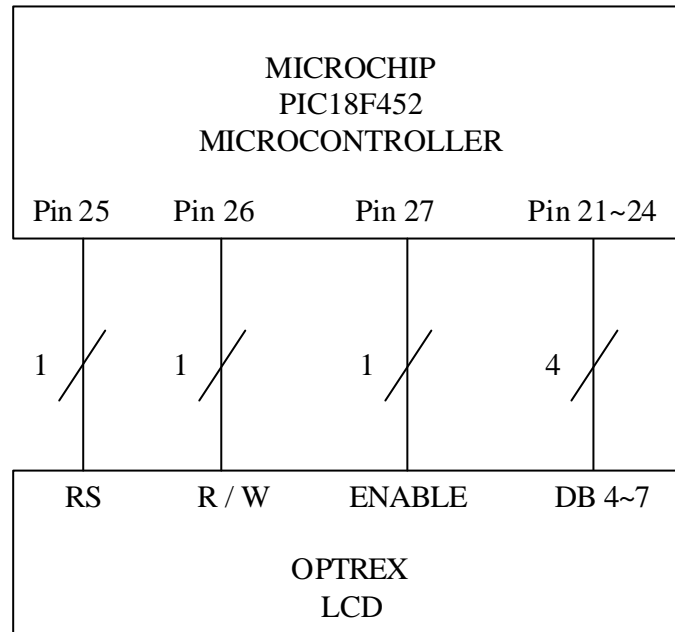 MICROCHIP
PIC18F452
MICROCONTROLLER
Pin 25 Pin 26 Pin 27 Pin 21~24
1 1 1 4
RS R / W ENABLE DB 4~7
OPTREX
LCD